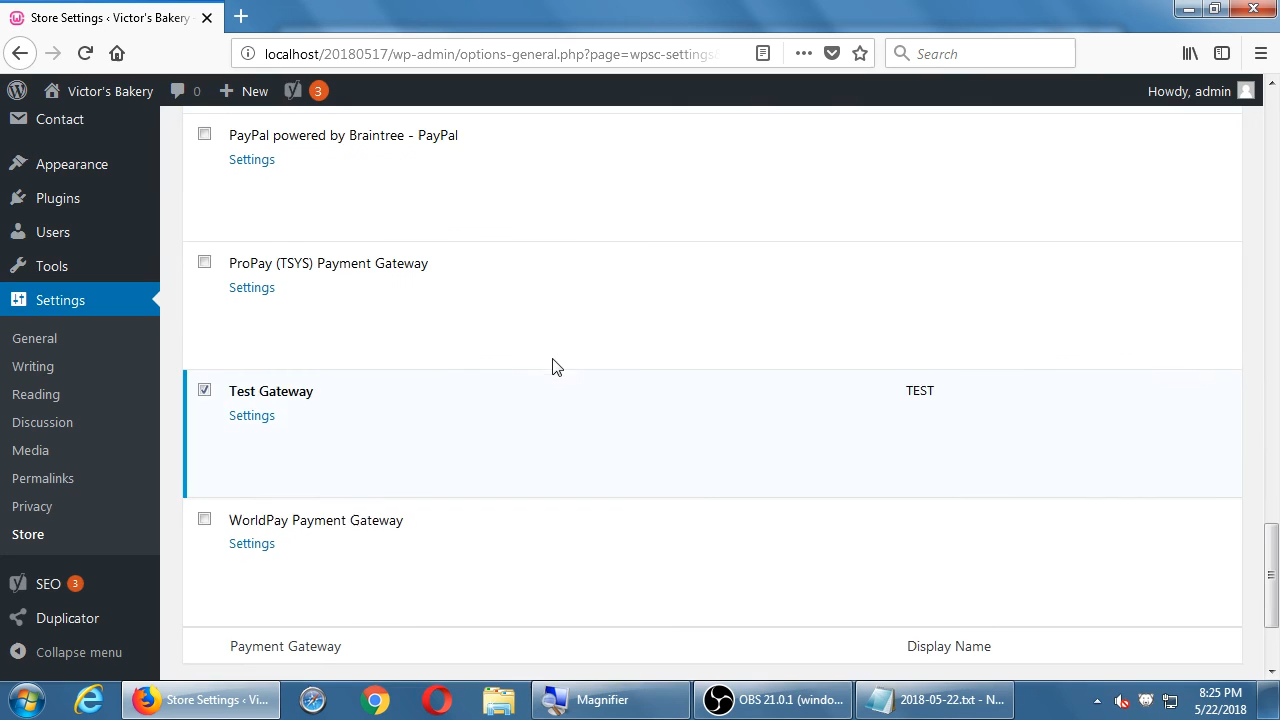 Store Settings ‹ Victor's Bakery
localhost/20180517/wp-admin/options-general.php?page=wpsc-settings
Search
Victor's Bakery
0
New
3
Howdy, admin
Contact
Appearance
Plugins
Users
Tools
Settings
General
Writing
Reading
Discussion
Media
Permalinks
Privacy
Store
SEO 3
Duplicator
Collapse menu
PayPal powered by Braintree - PayPal
Settings
ProPay (TSYS) Payment Gateway
Settings
Test Gateway
TEST
Settings
WorldPay Payment Gateway
Settings
Payment Gateway
Display Name
Store Settings ‹ Vi...
Magnifier
OBS 21.0.1 (windo...
2018-05-22.txt - N...
8:25 PM
5/22/2018